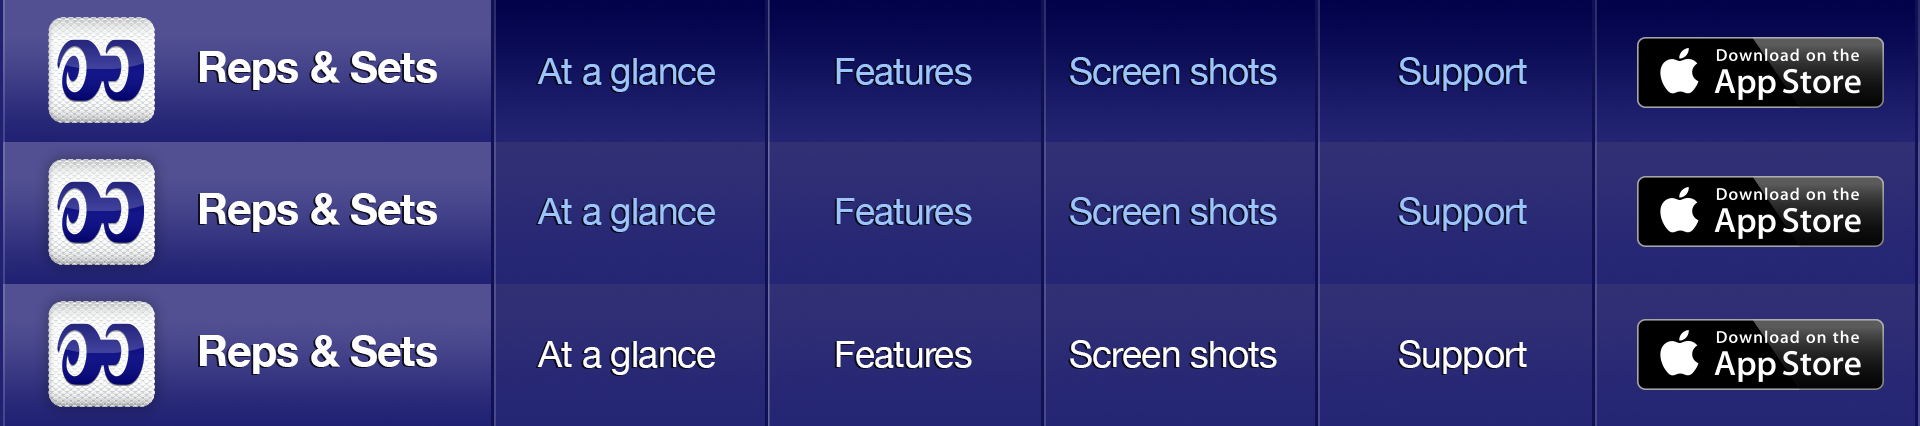 Reps & Sets
At a glance
Features
Screen shots
Support
Download on the
App Store
Reps & Sets
At a glance
Features
Screen shots
Support
Download on the
App Store
Reps & Sets
At a glance
Features
Screen shots
Support
Download on the
App Store